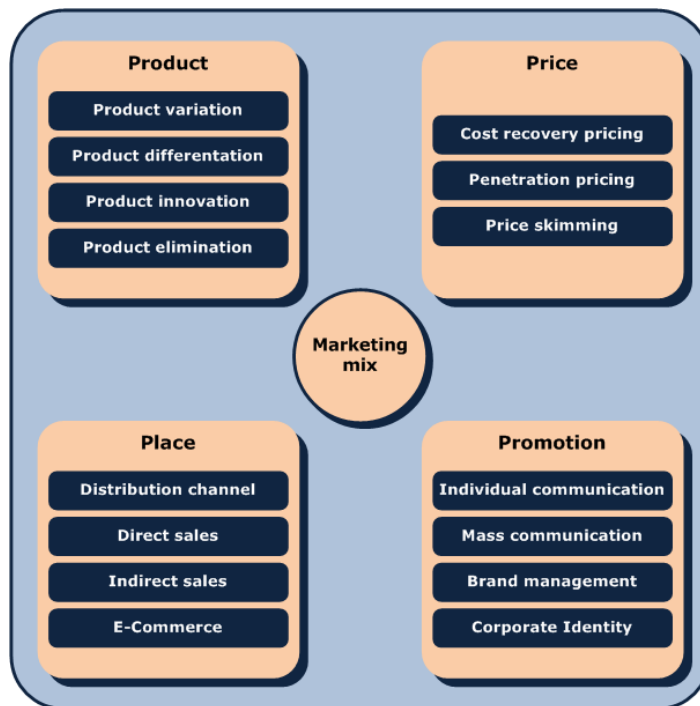 Product
Product variation
Product differentation
Product innovation
Product elimination
Price
Cost recovery pricing
Penetration pricing
Price skimming
Marketing
mix
Place
Distribution channel
Direct sales
Indirect sales
E-Commerce
Promotion
Individual communication
Mass communication
Brand management
Corporate Identity